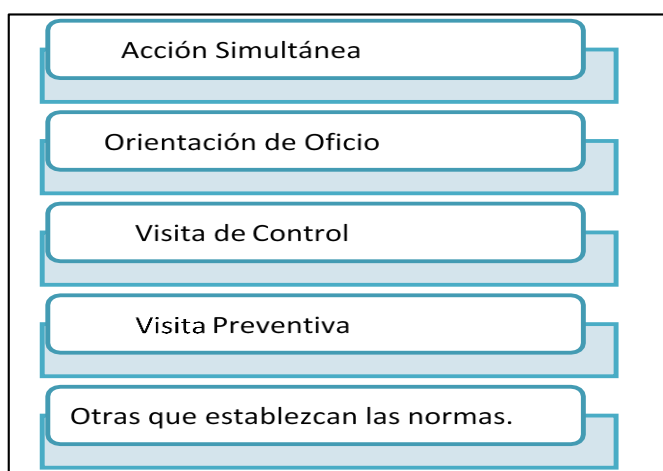 Acción Simultánea
Orientación de Oficio
Visita de Control
Visita Preventiva
Otras que establezcan las normas.